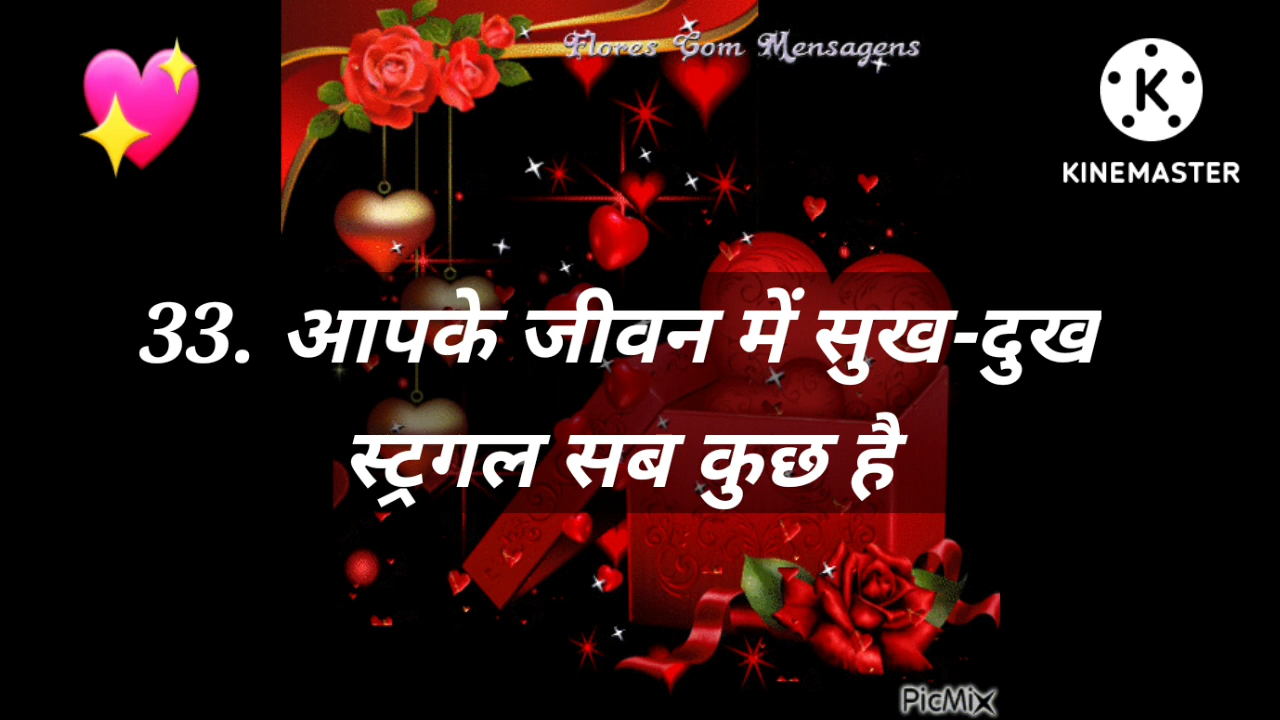 Flores Com Mensagens
K
KINEMASTER
33. आपके जीवन में सुख-दुख
स्ट्रगल सब कुछ है
PicMix